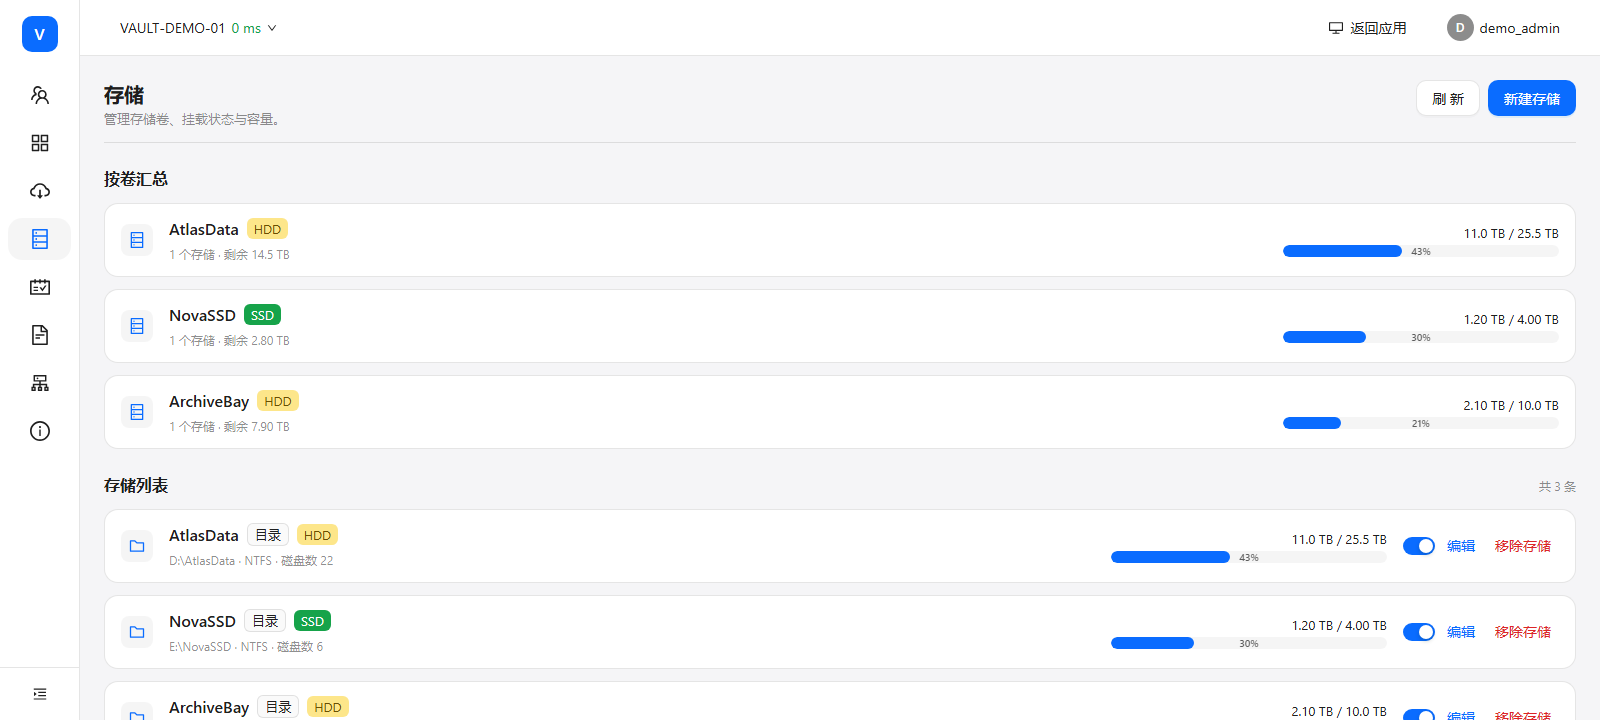 V
VAULT-DEMO-01 0 ms
返回应用
D demo_admin
存储
管理存储卷、挂载状态与容量。
刷 新
新建存储
按卷汇总
AtlasData HDD
1 个存储 · 剩余 14.5 TB
11.0 TB / 25.5 TB
43%
NovaSSD SSD
1 个存储 · 剩余 2.80 TB
1.20 TB / 4.00 TB
30%
ArchiveBay HDD
1 个存储 · 剩余 7.90 TB
2.10 TB / 10.0 TB
21%
存储列表
共 3 条
AtlasData 目录 HDD
D:\AtlasData · NTFS · 磁盘数 22
11.0 TB / 25.5 TB
43%
编辑 移除存储
NovaSSD 目录 SSD
E:\NovaSSD · NTFS · 磁盘数 6
1.20 TB / 4.00 TB
30%
编辑 移除存储
ArchiveBay 目录 HDD
2.10 TB / 10.0 TB
编辑 移除存储